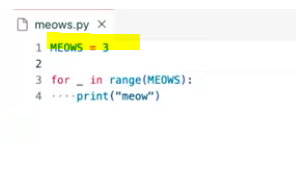 meows.py ×
1 MEOWS = 3
2
3 for _ in range(MEOWS):
4 ····print("meow")